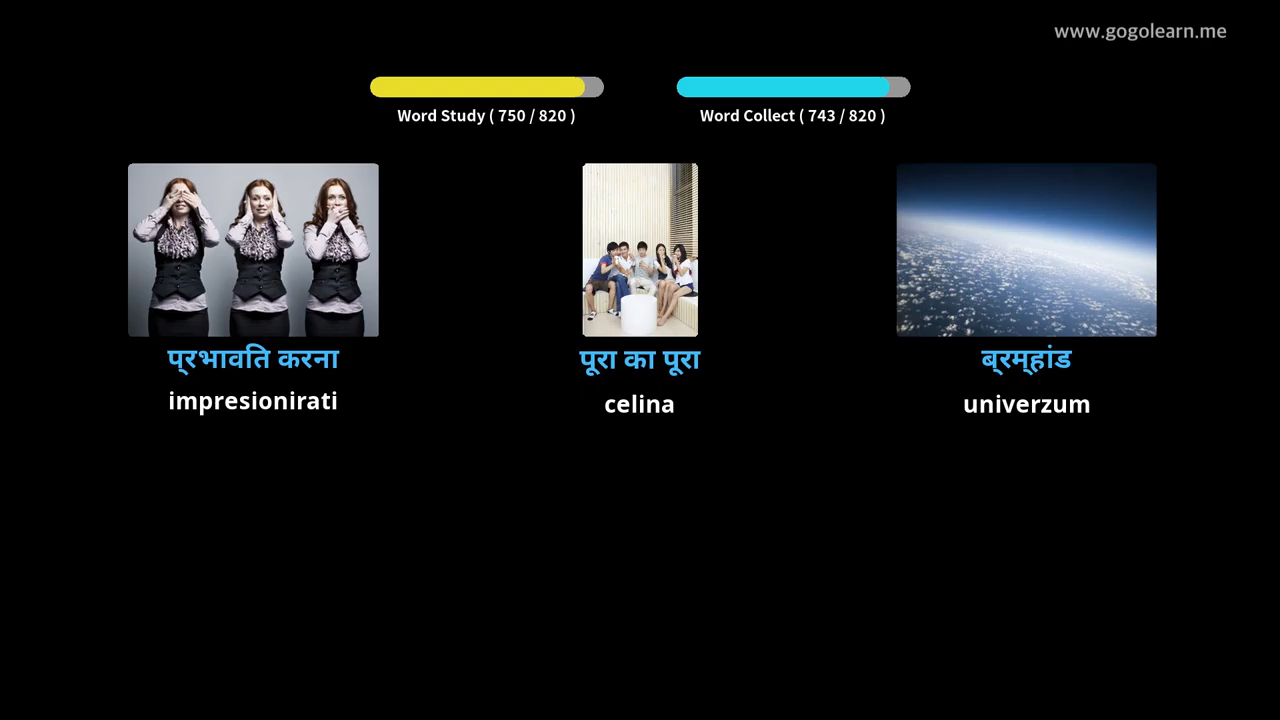 www.gogolearn.me
Word Study ( 750 / 820 )
Word Collect ( 743 / 820 )
प्रभावति करना
पूरा का पूरा
ब्रम्हांड
impresionirati
celina
univerzum